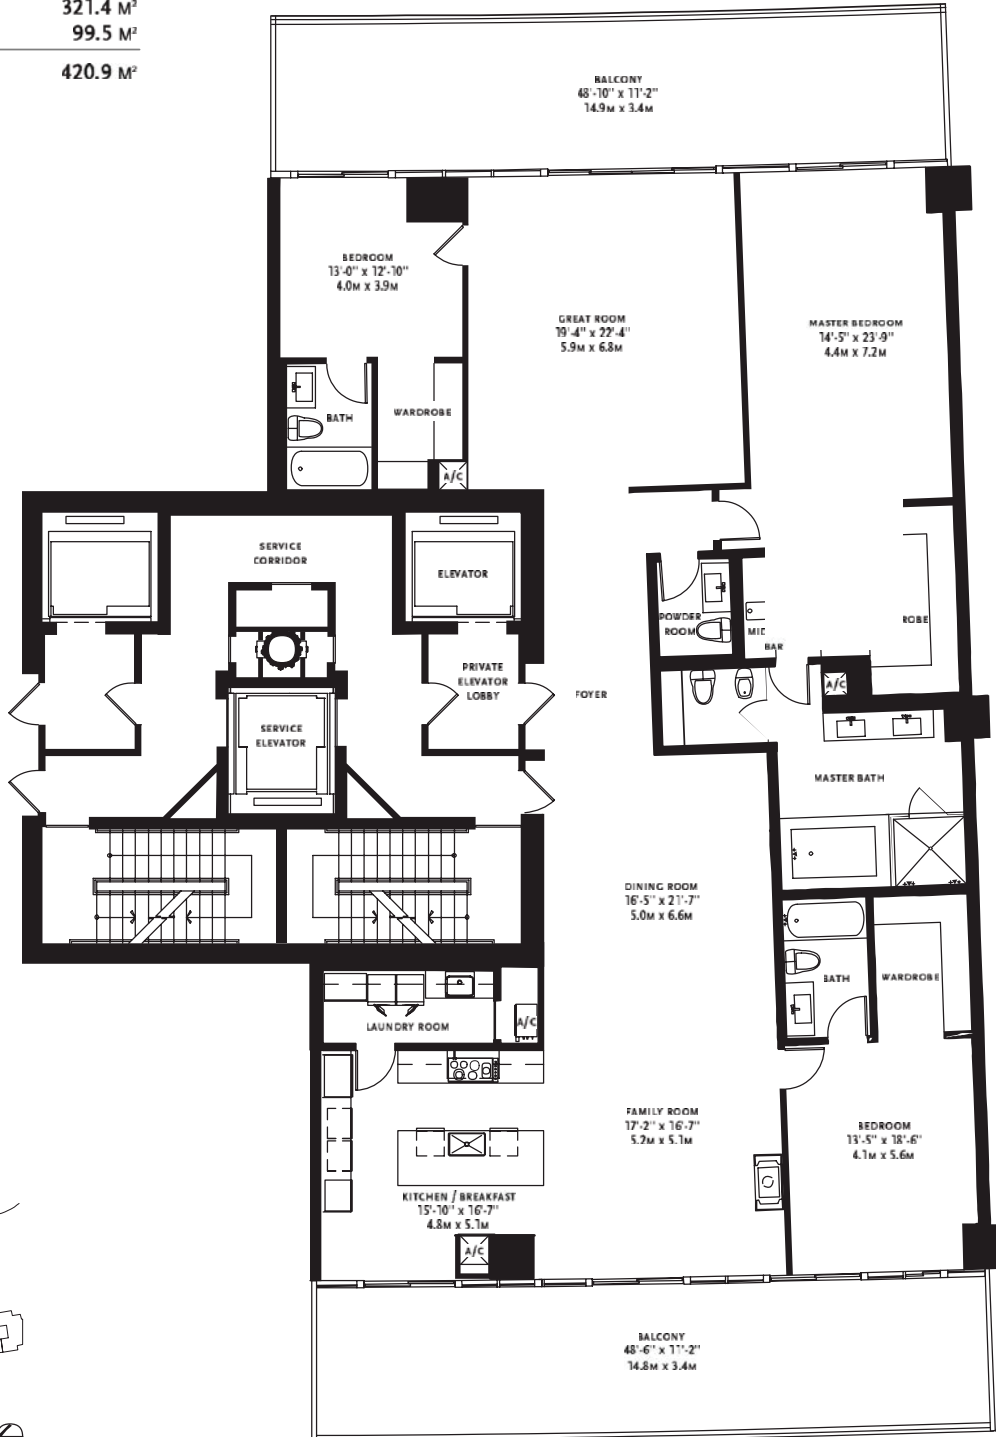 321.4 M²
99.5 M²
420.9 M²
BALCONY
48'-10" x 11'-2"
14.9M x 3.4M
BEDROOM
13'-0" x 12'-10"
4.0M x 3.9M
GREAT ROOM
19'-4" x 22'-4"
5.9M x 6.8M
MASTER BEDROOM
14'-5" x 23'-9"
4.4M x 7.2M
BATH
WARDROBE
A/C
SERVICE
CORRIDOR
ELEVATOR
POWDER
ROOM
MID
BAR
ROBE
PRIVATE
ELEVATOR
LOBBY
FOYER
A/C
SERVICE
ELEVATOR
MASTER BATH
DINING ROOM
16'-5" x 21'-7"
5.0M x 6.6M
BATH
WARDROBE
LAUNDRY ROOM
A/C
FAMILY ROOM
17'-2" x 16'-7"
5.2M x 5.1M
BEDROOM
13'-5" x 18'-6"
4.1M x 5.6M
KITCHEN / BREAKFAST
15'-10" x 16'-7"
4.8M x 5.1M
A/C
BALCONY
48'-6" x 11'-2"
14.8M x 3.4M